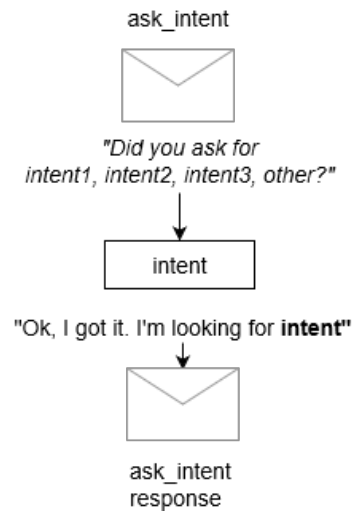 ask_intent
"Did you ask for
intent1, intent2, intent3, other?"
intent
"Ok, I got it. I'm looking for intent"
ask_intent
response